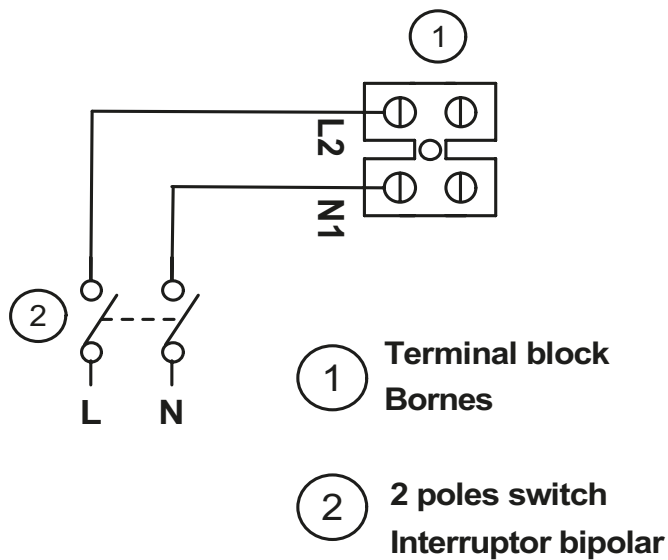 1
L2
N1
2
L N
1
Terminal block
Bornes
2
2 poles switch
Interruptor bipolar